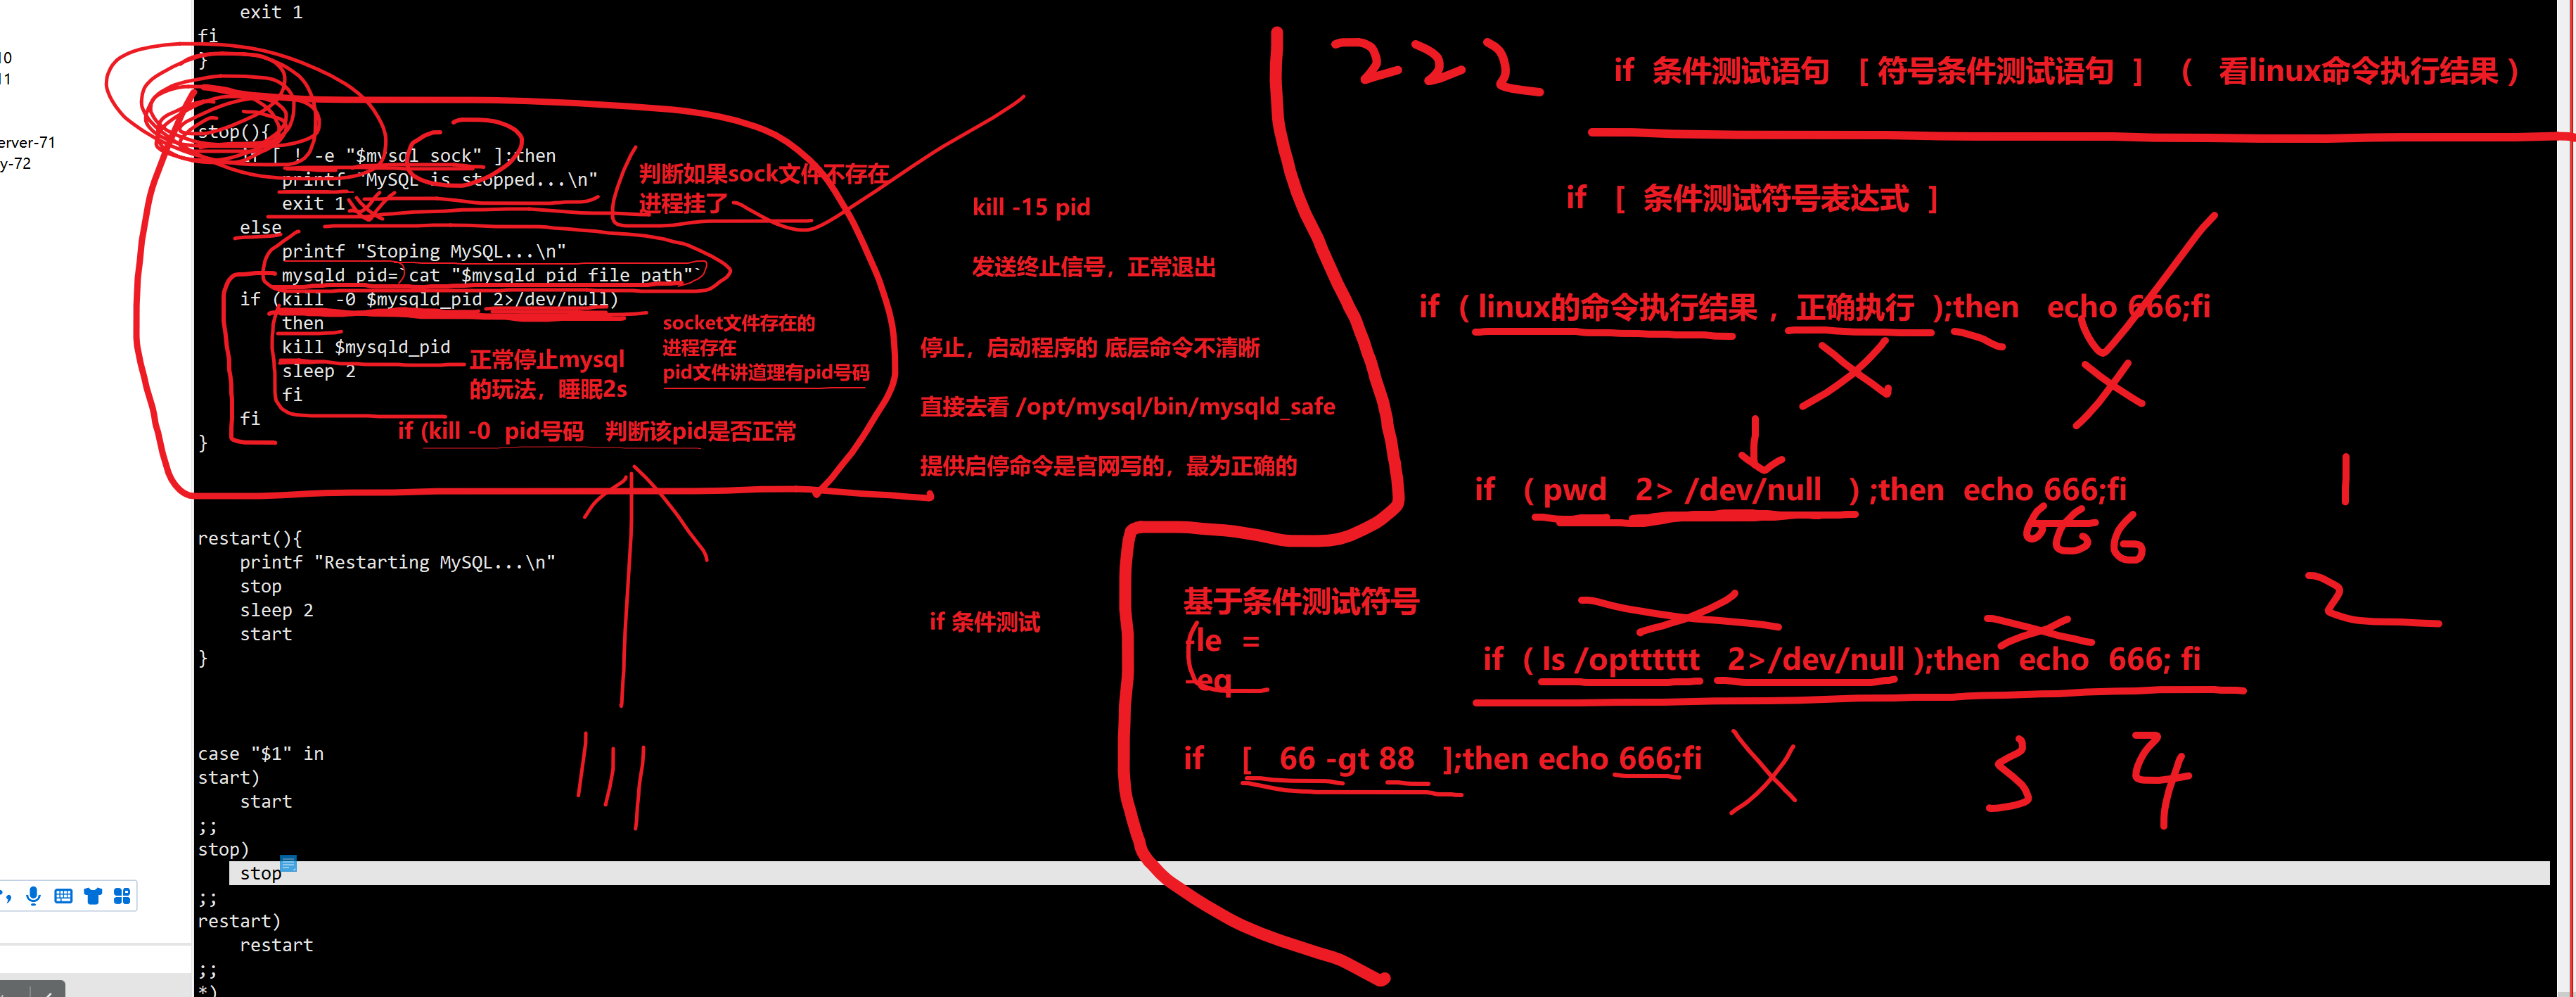 10
11
erver-71
y-72
exit 1
fi
}
stop(){
if [ ! -e "$mysql_sock" ];then
printf "MySQL is stopped...\n"
exit 1
else
printf "Stoping MySQL...\n"
mysqld_pid=`cat "$mysqld_pid_file_path"`
if (kill -0 $mysqld_pid 2>/dev/null)
then
kill $mysqld_pid
sleep 2
fi
fi
}
判断如果sock文件不存在
进程挂了
socket文件存在的
进程存在
pid文件讲道理有pid号码
正常停止mysql
的玩法，睡眠2s
if (kill -0 pid号码 判断该pid是否正常
restart(){
printf "Restarting MySQL...\n"
stop
sleep 2
start
}
case "$1" in
start)
start
;;
stop)
stop
;;
restart)
restart
;;
*)
kill -15 pid
发送终止信号，正常退出
停止，启动程序的 底层命令不清晰
直接去看 /opt/mysql/bin/mysqld_safe
提供启停命令是官网写的，最为正确的
if 条件测试
222
if 条件测试语句 [ 符号条件测试语句 ] ( 看linux命令执行结果 )
if [ 条件测试符号表达式 ]
if ( linux的命令执行结果 , 正确执行 );then echo 666;fi
if ( pwd 2> /dev/null ) ;then echo 666;fi
666
1
2
基于条件测试符号
-le =
-eq
if ( ls /optttttt 2>/dev/null );then echo 666; fi
if [ 66 -gt 88 ];then echo 666;fi
3
4